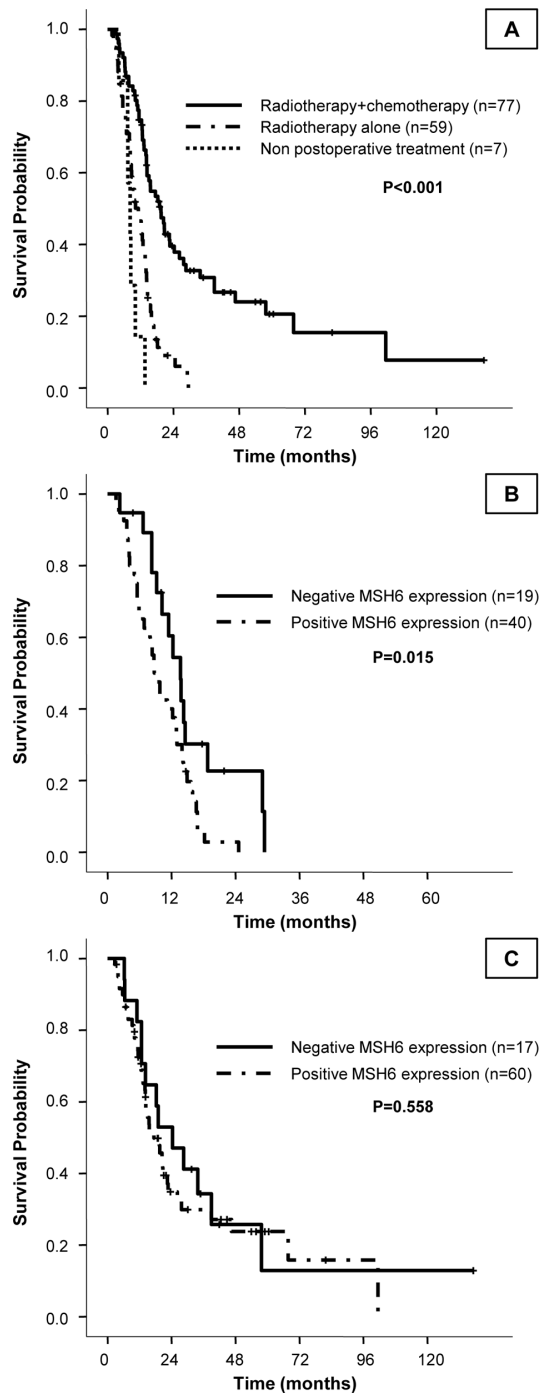 A
1.0
0.8
0.6
0.4
0.2
0.0
Survival Probability
Radiotherapy+chemotherapy (n=77)
Radiotherapy alone (n=59)
Non postoperative treatment (n=7)
P<0.001
0 24 48 72 96 120
Time (months)
B
1.0
0.8
0.6
0.4
0.2
0.0
Survival Probability
Negative MSH6 expression (n=19)
Positive MSH6 expression (n=40)
P=0.015
0 12 24 36 48 60
Time (months)
C
1.0
0.8
0.6
0.4
0.2
0.0
Survival Probability
Negative MSH6 expression (n=17)
Positive MSH6 expression (n=60)
P=0.558
0 24 48 72 96 120
Time (months)